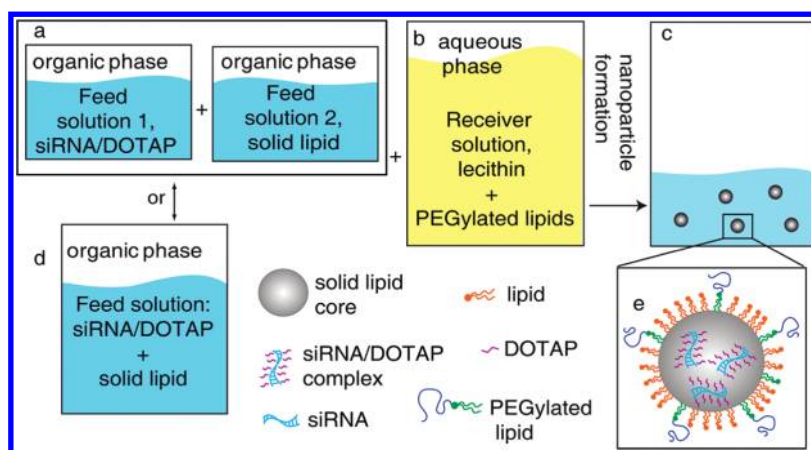 a
organic phase
Feed
solution 1,
siRNA/DOTAP
+
organic phase
Feed
solution 2,
solid lipid
+
b
aqueous
phase
Receiver
solution,
lecithin
+
PEGylated lipids
nanoparticle
formation
c
or
d
organic phase
Feed solution:
siRNA/DOTAP
+
solid lipid
solid lipid
core
lipid
siRNA/DOTAP
complex
DOTAP
siRNA
PEGylated
lipid
e